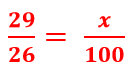 29/26 = x/100